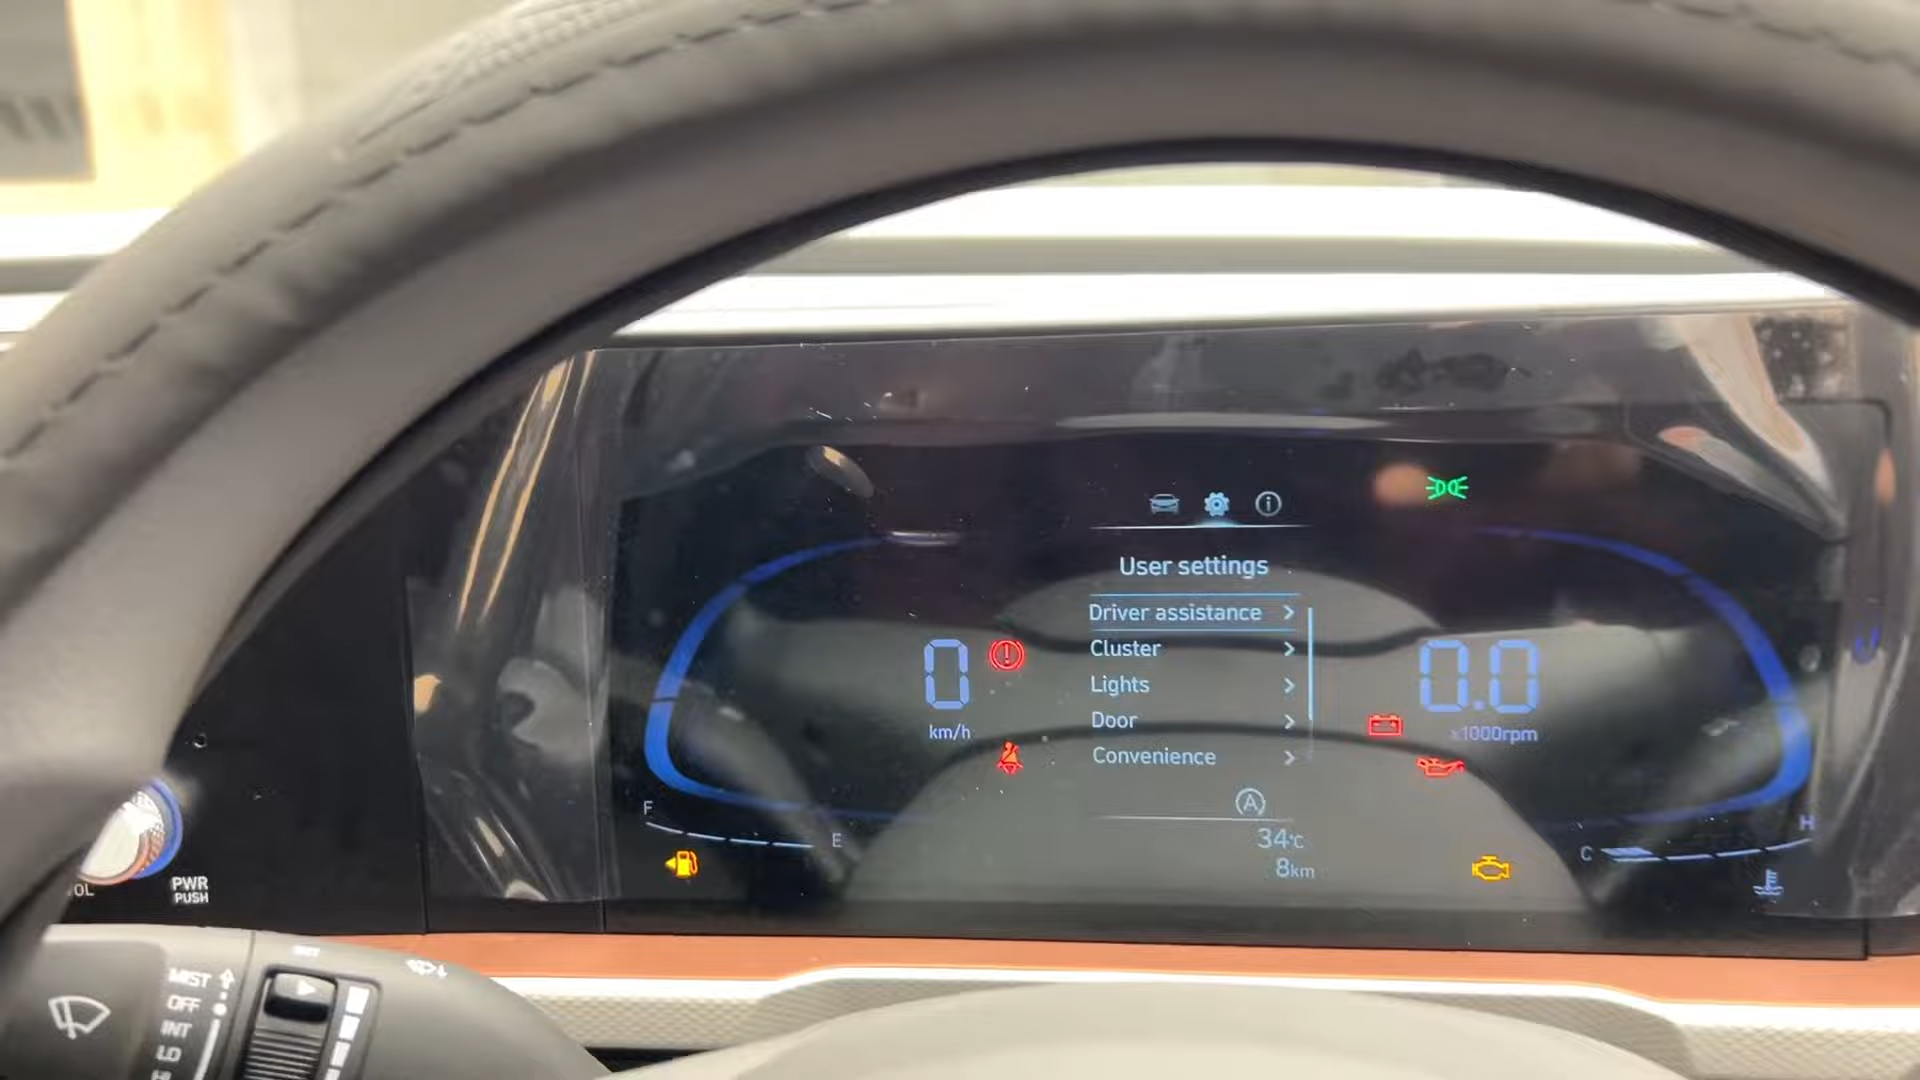 User settings
Driver assistance
Cluster
Lights
Door
Convenience
0
km/h
0.0
x1000rpm
A
34°C
8km
F
E
C
H
PWR
PUSH
MIST
OFF
INT
LO